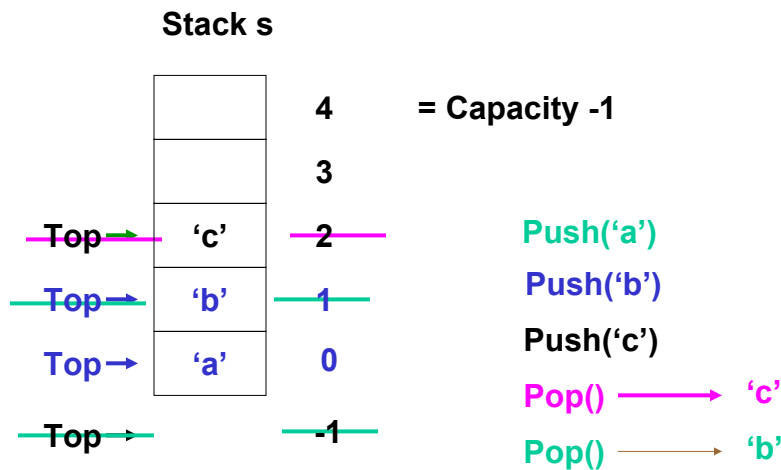 Stack s
4 = Capacity -1
3
Top ‘c’ 2
Top ‘b’ 1
Top ‘a’ 0
Top -1
Push(‘a’)
Push(‘b’)
Push(‘c’)
Pop() ‘c’
Pop() ‘b’